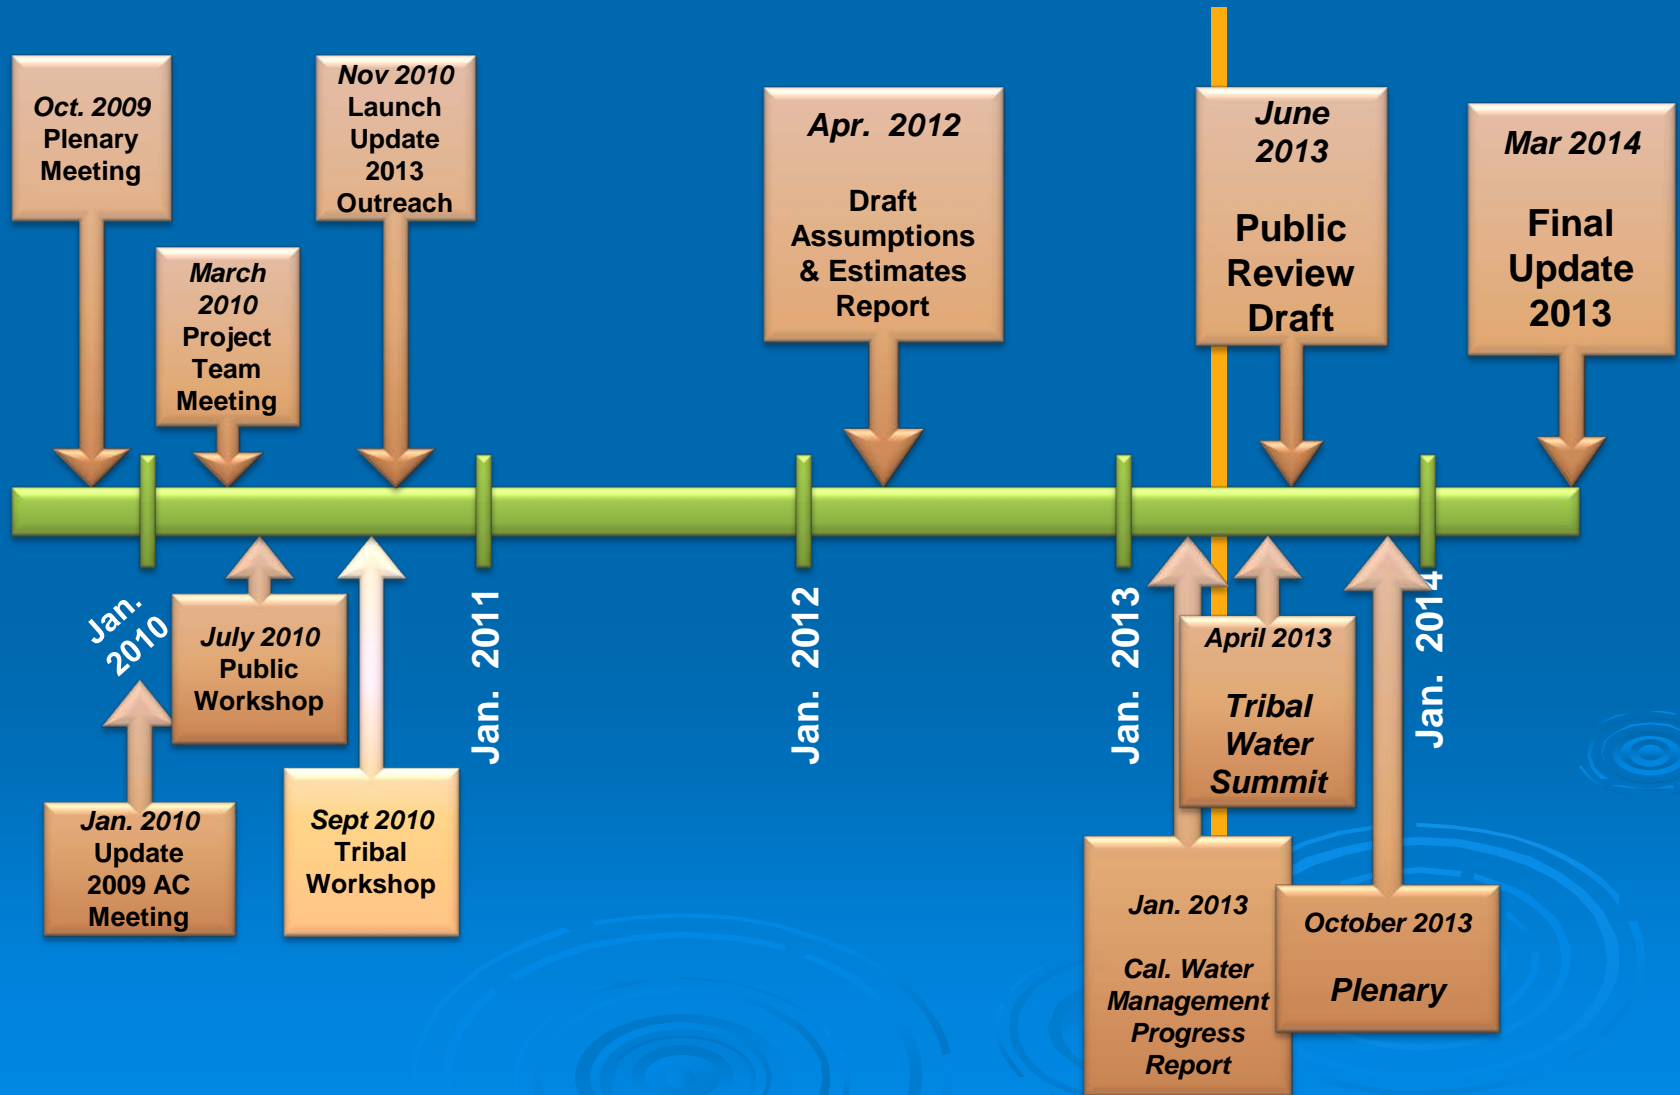 Oct. 2009
Plenary
Meeting
March
2010
Project
Team
Meeting
Nov 2010
Launch
Update
2013
Outreach
Apr. 2012
Draft
Assumptions
& Estimates
Report
June
2013
Public
Review
Draft
Mar 2014
Final
Update
2013
Jan.
2010
Jan. 2011
Jan. 2012
Jan. 2013
Jan. 2014
July 2010
Public
Workshop
Jan. 2010
Update
2009 AC
Meeting
Sept 2010
Tribal
Workshop
April 2013
Tribal
Water
Summit
Jan. 2013
Cal. Water
Management
Progress
Report
October 2013
Plenary